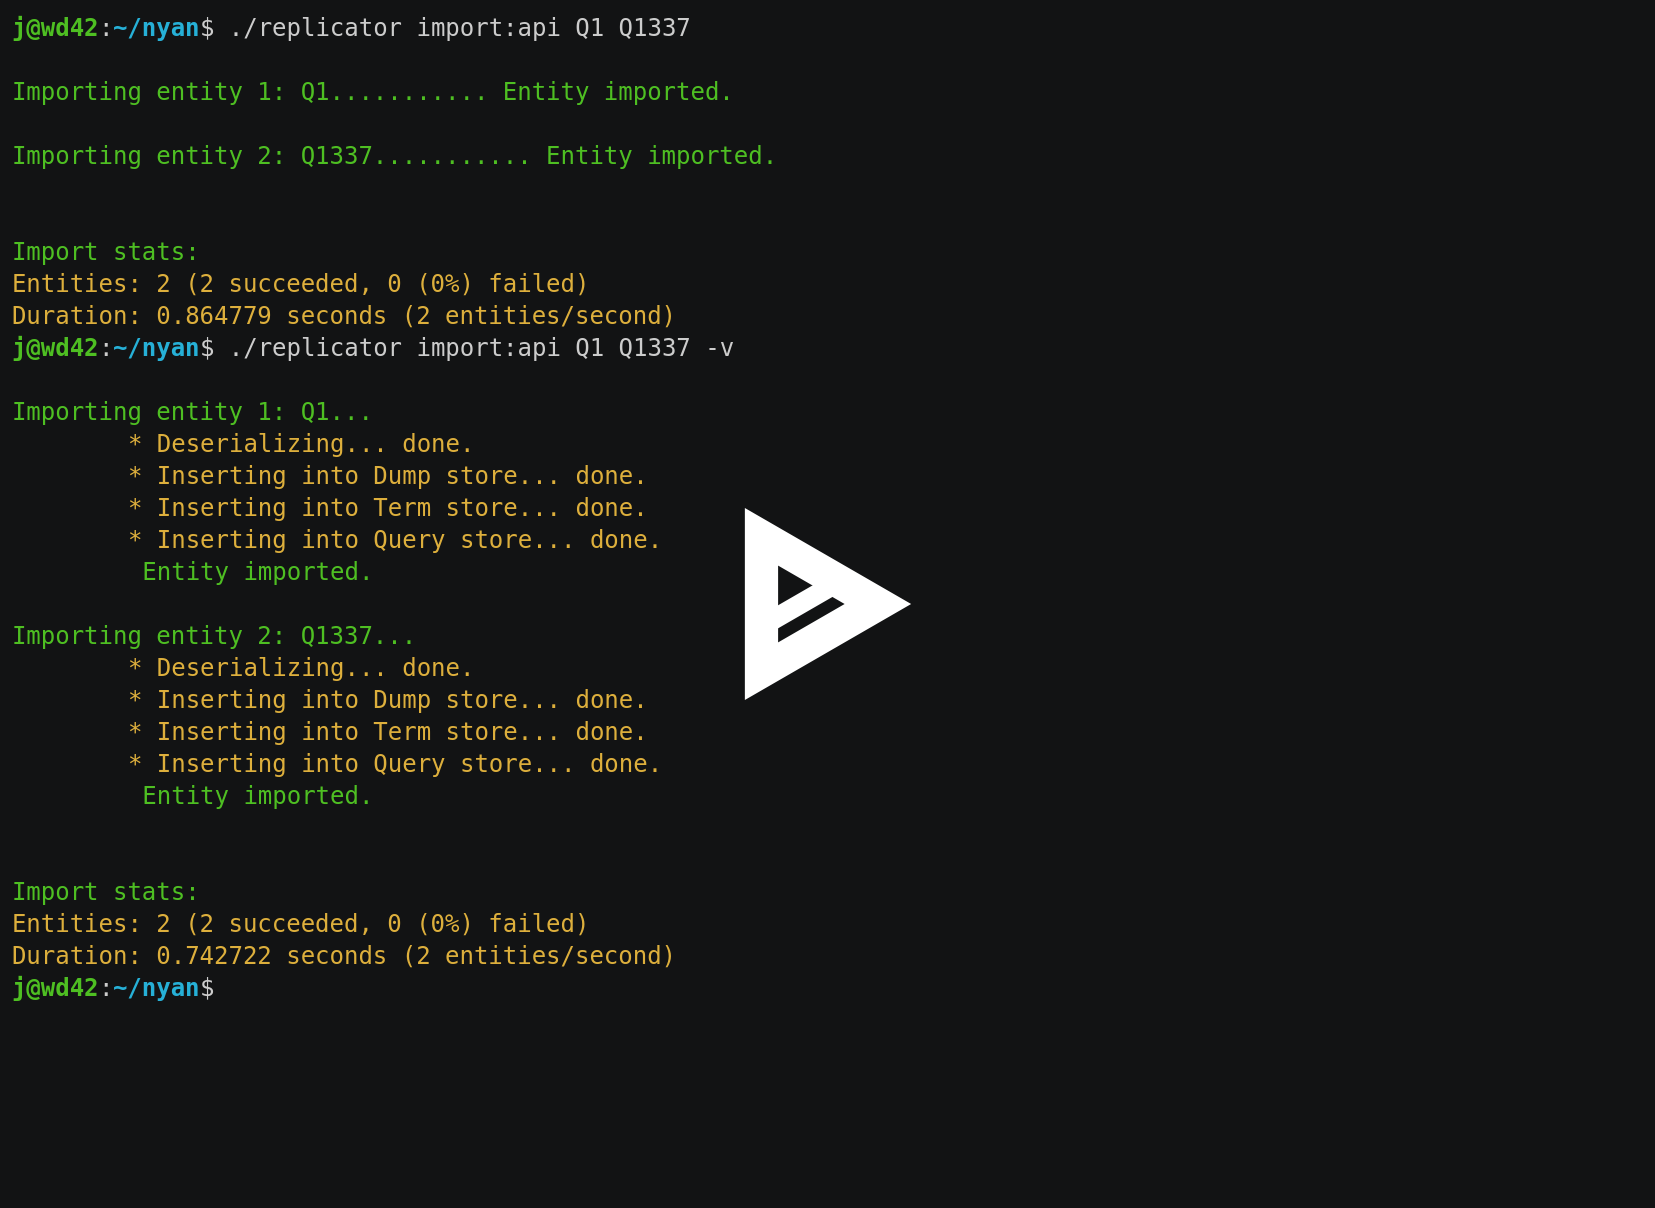 j@wd42:~/nyan$ ./replicator import:api Q1 Q1337
Importing entity 1: Q1........... Entity imported.
Importing entity 2: Q1337........... Entity imported.
Import stats:
Entities: 2 (2 succeeded, 0 (0%) failed)
Duration: 0.864779 seconds (2 entities/second)
j@wd42:~/nyan$ ./replicator import:api Q1 Q1337 -v
Importing entity 1: Q1...
* Deserializing... done.
* Inserting into Dump store... done.
* Inserting into Term store... done.
* Inserting into Query store... done.
Entity imported.
Importing entity 2: Q1337...
* Deserializing... done.
* Inserting into Dump store... done.
* Inserting into Term store... done.
* Inserting into Query store... done.
Entity imported.
Import stats:
Entities: 2 (2 succeeded, 0 (0%) failed)
Duration: 0.742722 seconds (2 entities/second)
j@wd42:~/nyan$